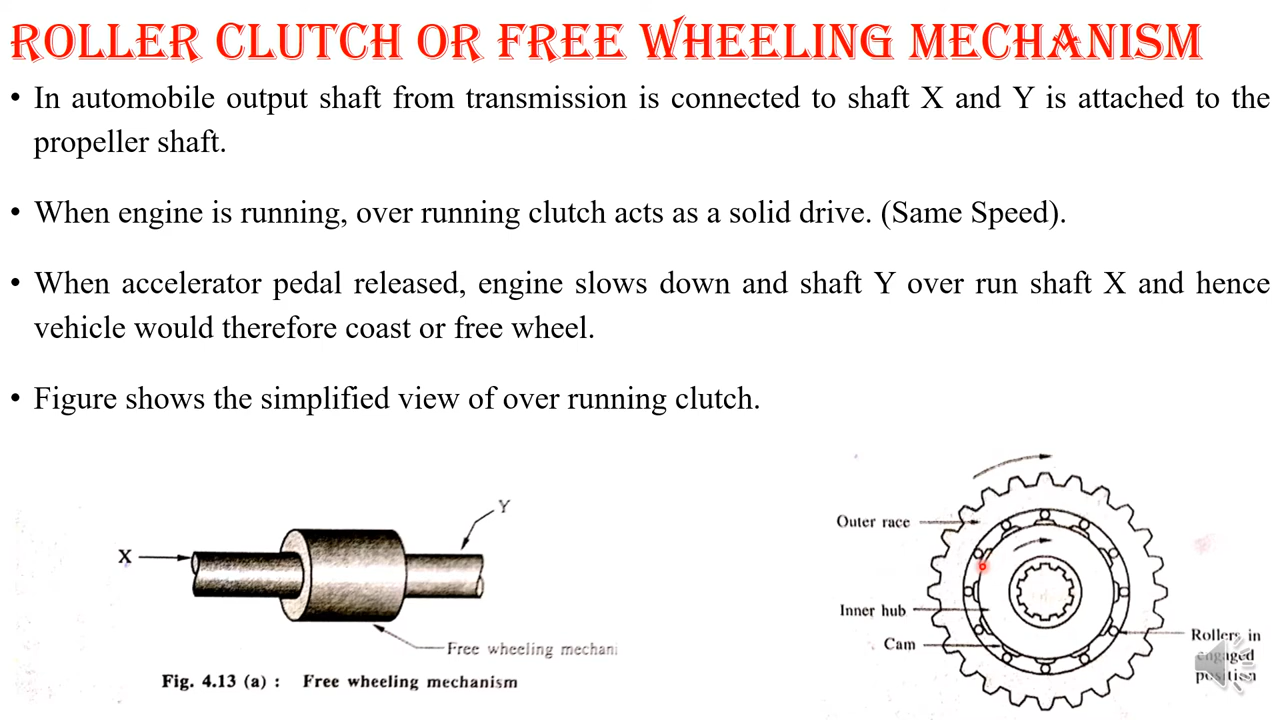 ROLLER CLUTCH OR FREE WHEELING MECHANISM
• In automobile output shaft from transmission is connected to shaft X and Y is attached to the
propeller shaft.
• When engine is running, over running clutch acts as a solid drive. (Same Speed).
• When accelerator pedal released, engine slows down and shaft Y over run shaft X and hence
vehicle would therefore coast or free wheel.
• Figure shows the simplified view of over running clutch.
X
Y
Free wheeling mechani
Fig. 4.13 (a) : Free wheeling mechanism
Outer race
Inner hub
Cam
Rollers in
engaged
position